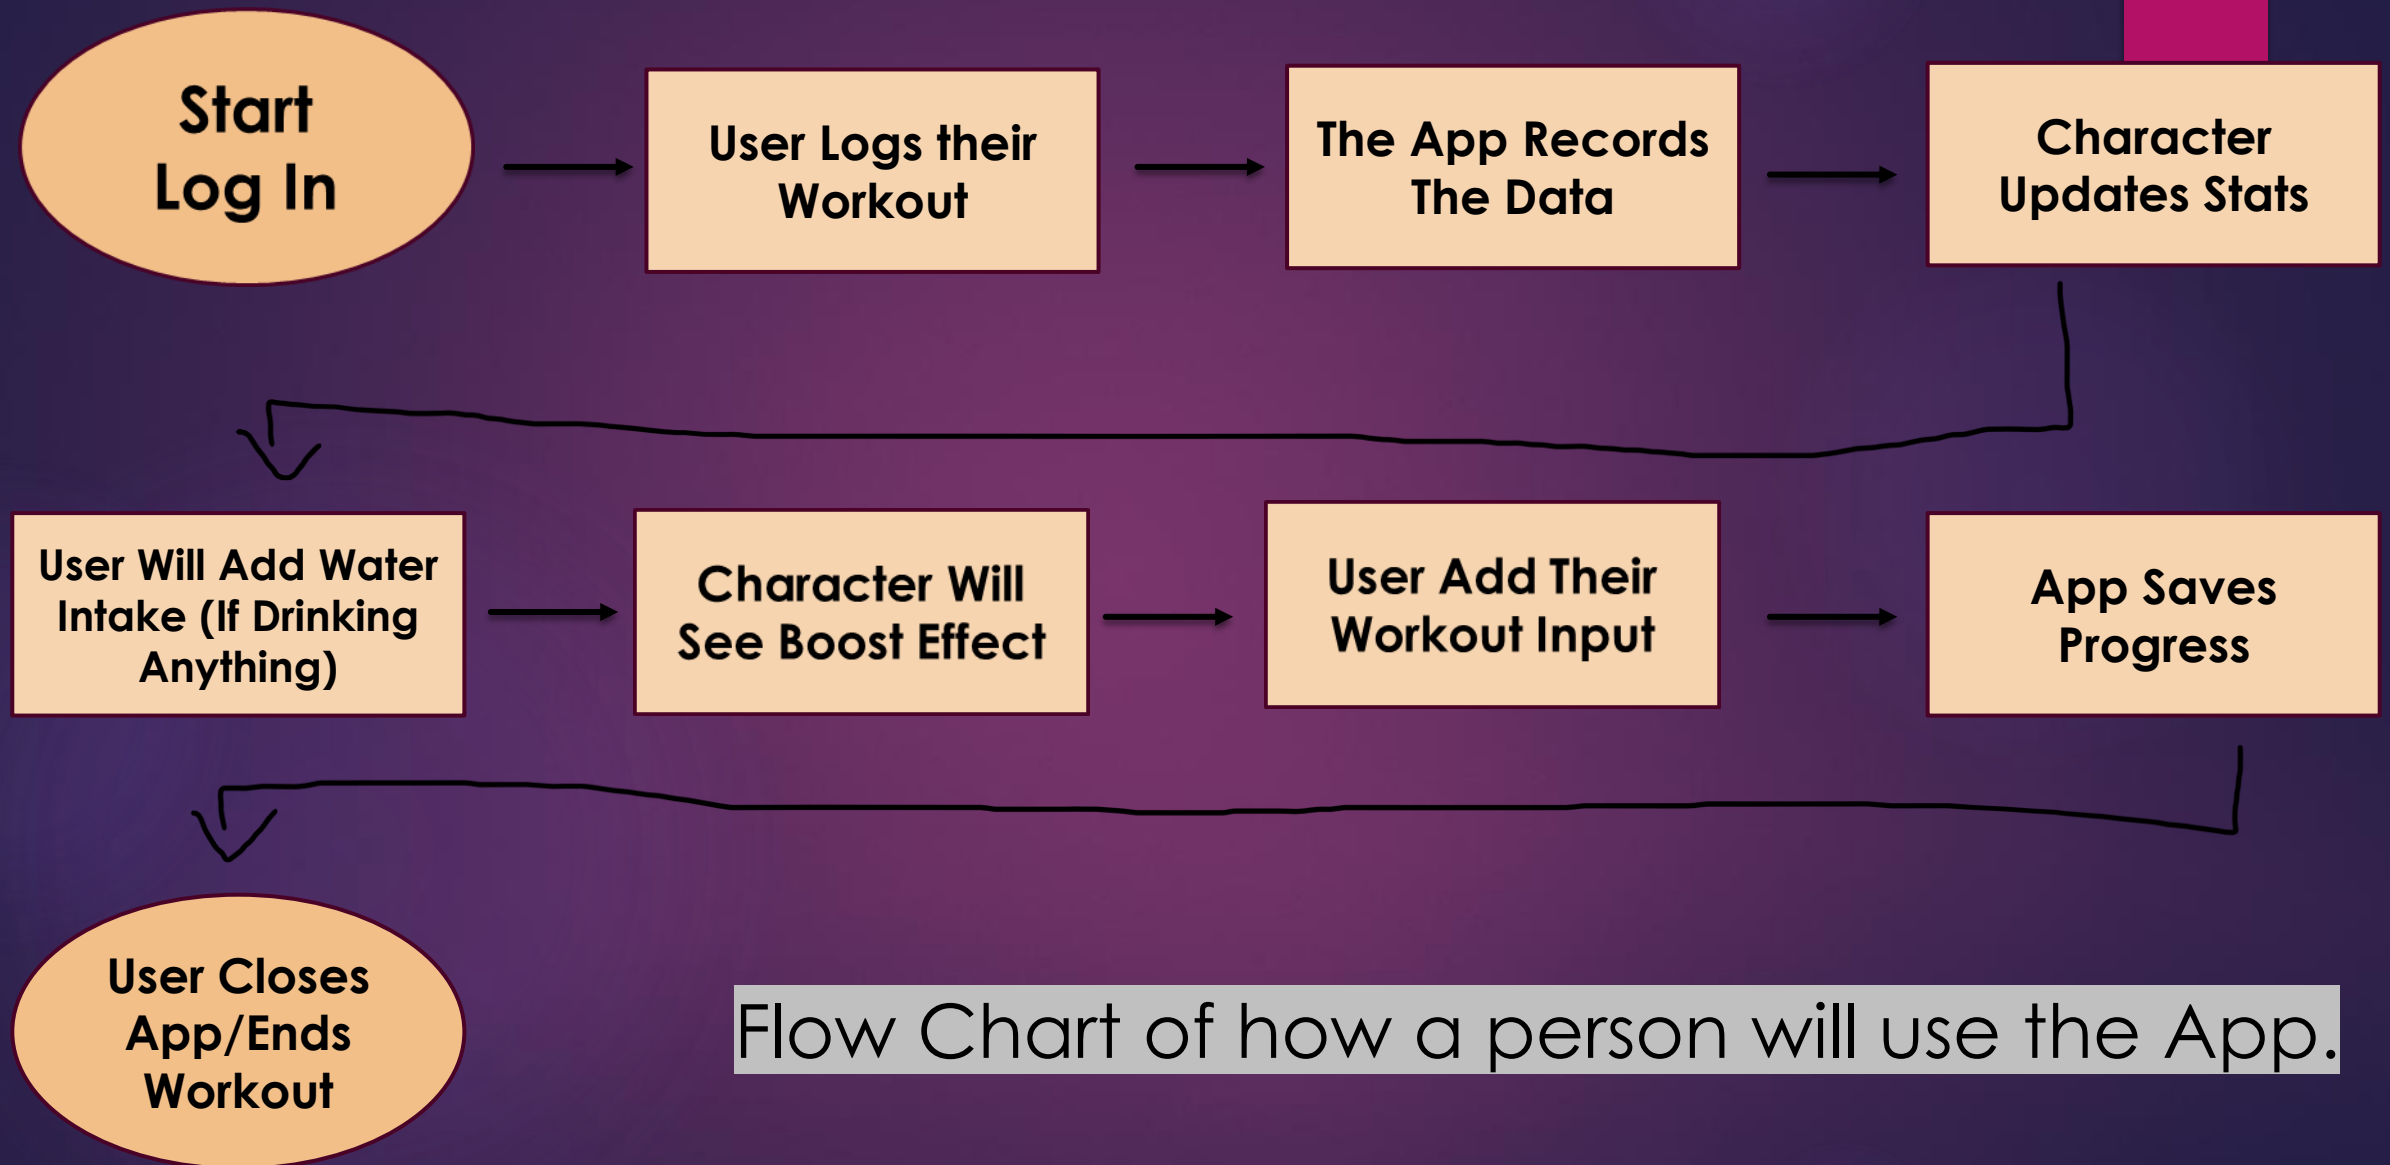 Start
Log In
User Logs their
Workout
The App Records
The Data
Character
Updates Stats
User Will Add Water
Intake (If Drinking
Anything)
Character Will
See Boost Effect
User Add Their
Workout Input
App Saves
Progress
User Closes
App/Ends
Workout
Flow Chart of how a person will use the App.